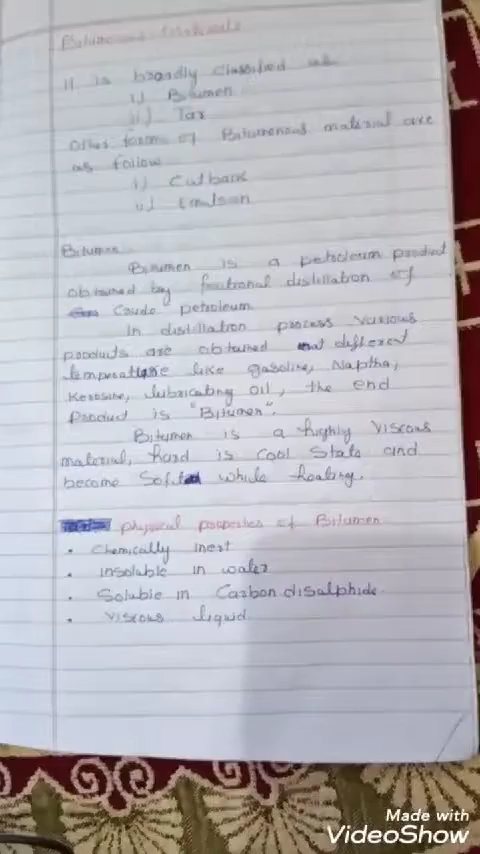 Bitumenous Materials
It is broadly classified as
i) Bitumen
ii) Tar
Other forms of Bitumenous material are
as follow
i) Cutback
ii) Emulsion
Bitumen
Bitumen is a petroleum product
obtained by fractional distillation of
Crude petroleum
In distillation process various
products are obtained at different
temperature like gasoline, Naptha,
Kerosine, lubricating oil, the end
Product is "Bitumen".
Bitumen is a highly viscous
material, hard is cool state and
become soft while heating.
physical properties of Bitumen
• Chemically inert
• insoluble in water
• Soluble in Carbon disulphide
• Viscous liquid
Made with
VideoShow